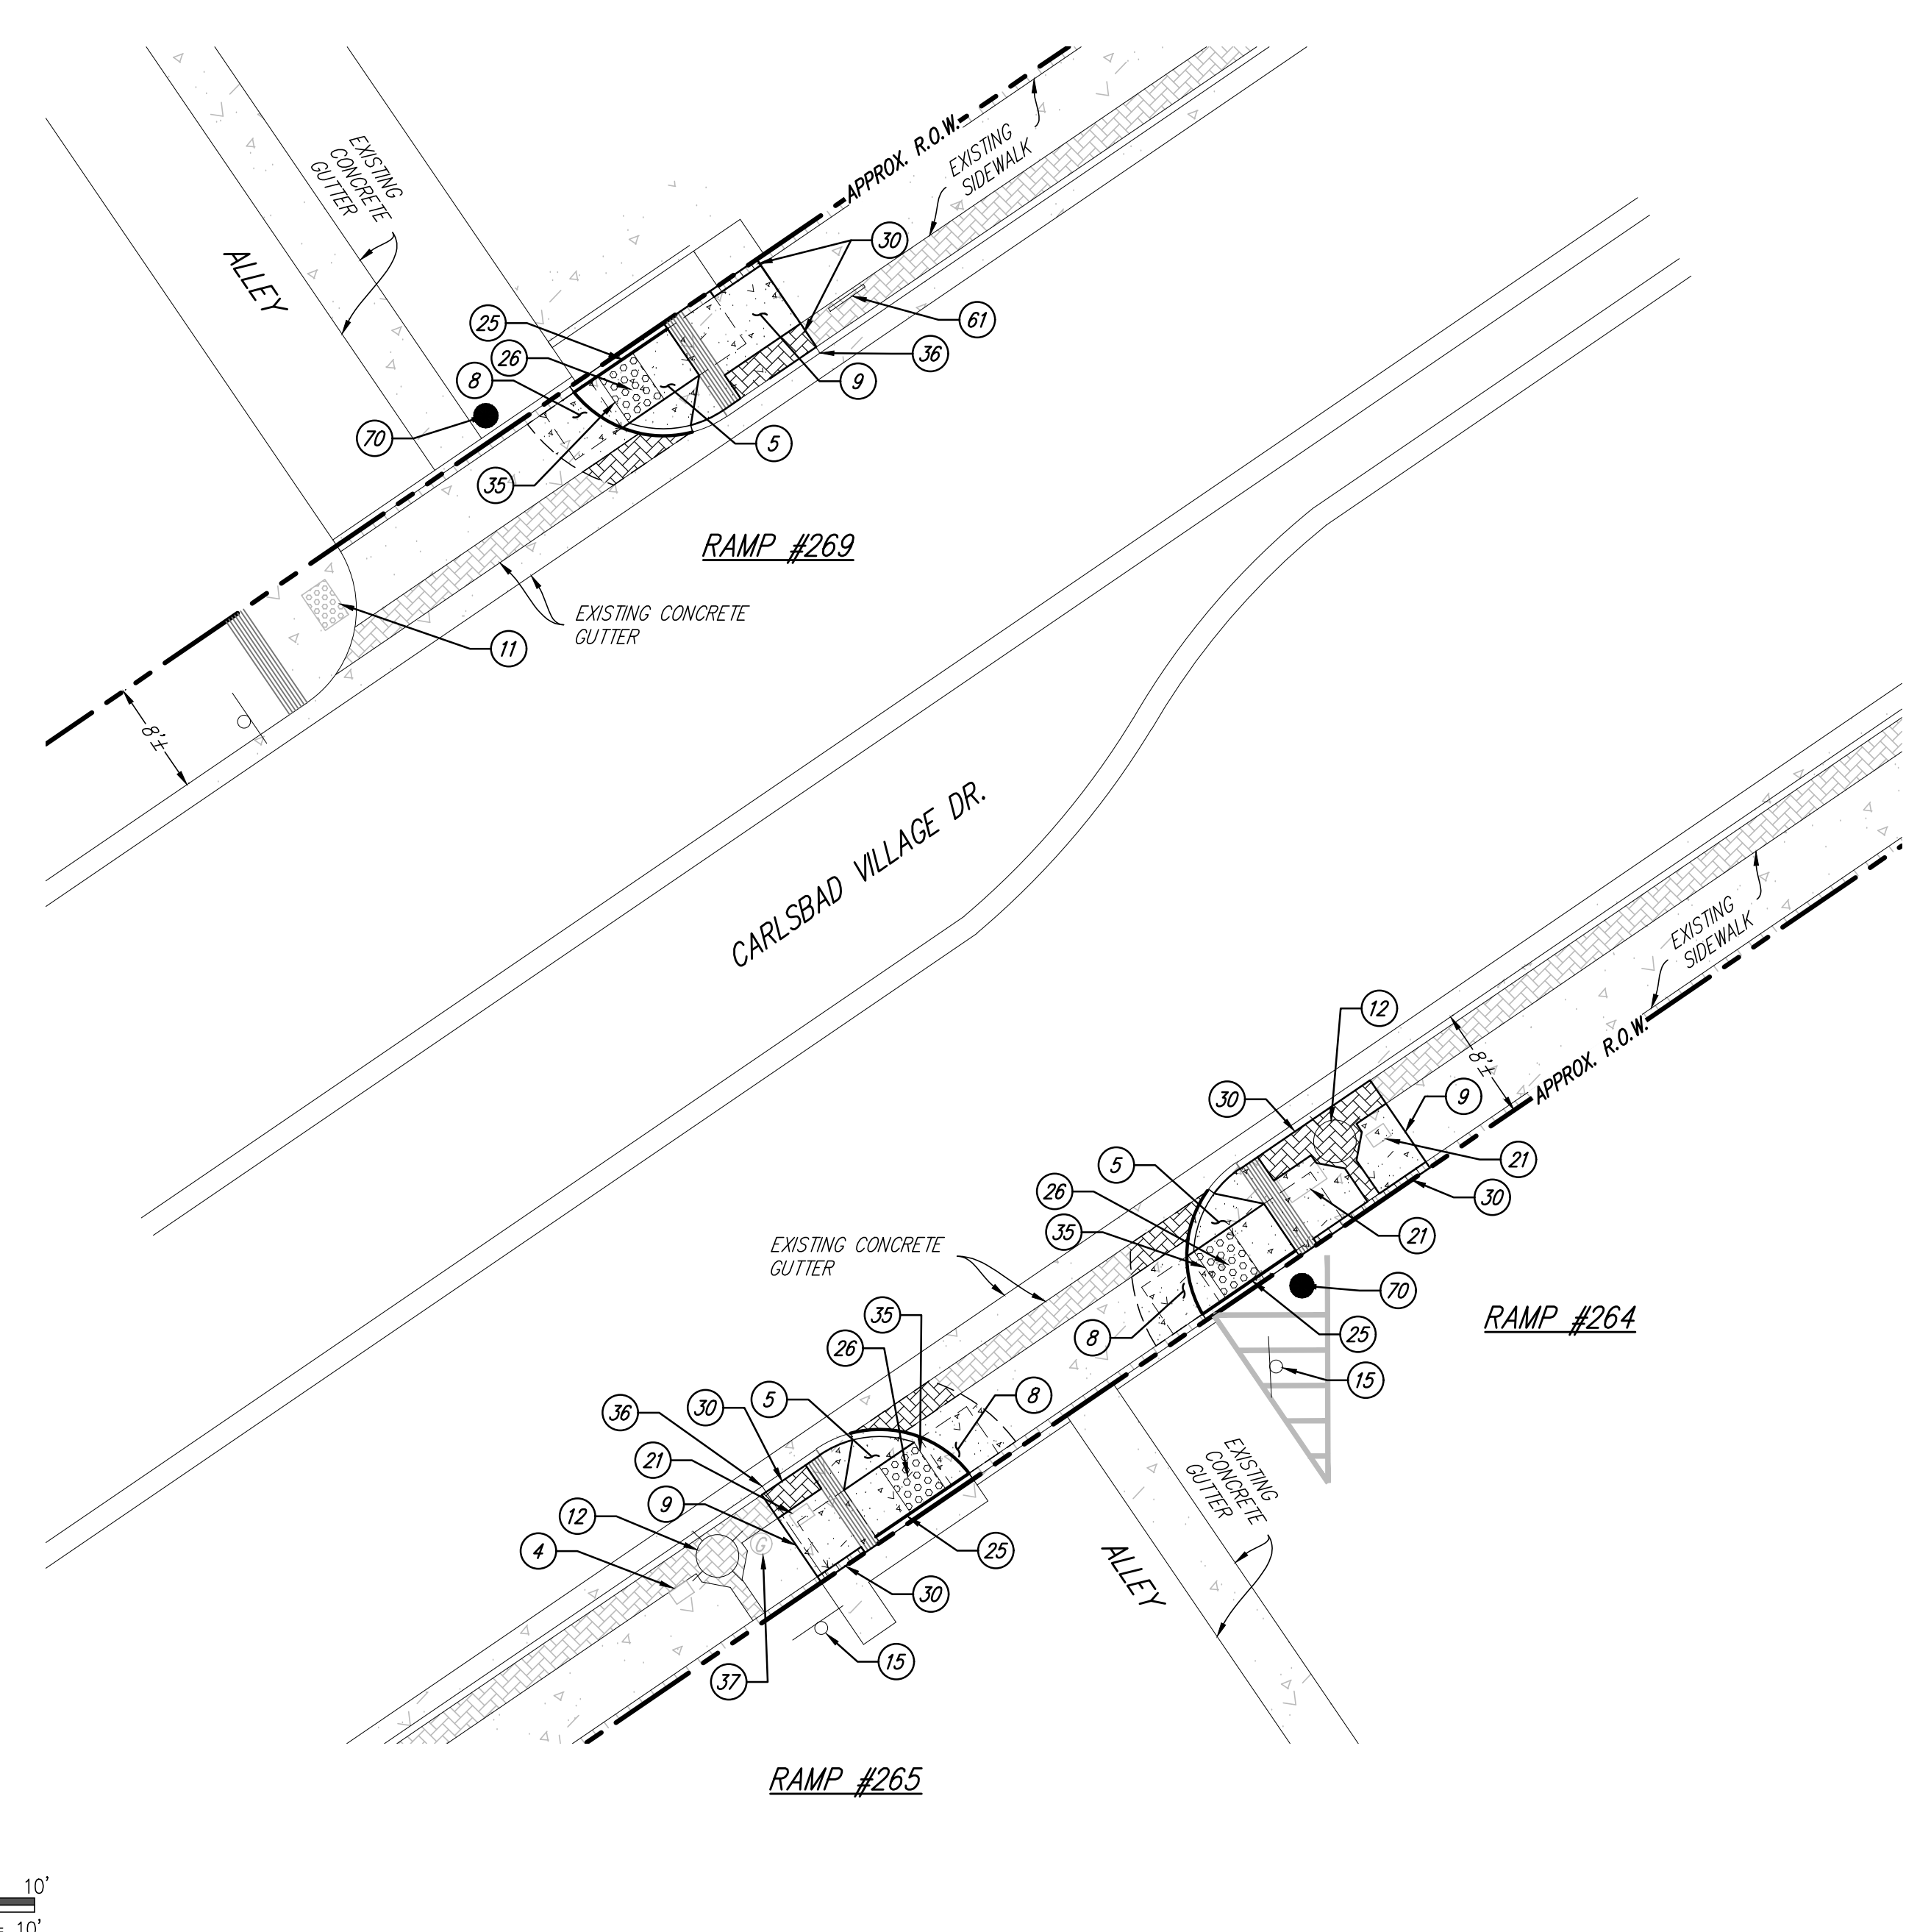 EXISTING
CONCRETE
GUTTER
ALLEY
APPROX. R.O.W.
EXISTING
SIDEWALK
30
25
61
26
36
8
9
70
5
35
RAMP #269
EXISTING CONCRETE
GUTTER
11
8'±
CARLSBAD VILLAGE DR.
EXISTING
SIDEWALK
12
8'±
APPROX. R.O.W.
30
9
5
21
26
30
35
21
EXISTING CONCRETE
GUTTER
70
RAMP #264
35
8
25
26
15
5
8
36
30
21
EXISTING
CONCRETE
GUTTER
9
12
4
25
ALLEY
G
30
15
37
RAMP #265
10'
= 10'